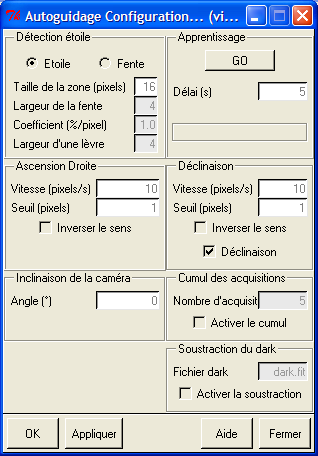 Autoguidage Configuration... (vi...
Détection étoile
Etoile
Fente
Taille de la zone (pixels)
16
Largeur de la fente
4
Coefficient (%/pixel)
1.0
Largeur d'une lèvre
4
Apprentissage
GO
Délai (s)
5
Ascension Droite
Vitesse (pixels/s)
10
Seuil (pixels)
1
Inverser le sens
Déclinaison
Vitesse (pixels/s)
10
Seuil (pixels)
1
Inverser le sens
Déclinaison
Inclinaison de la caméra
Angle (°)
0
Cumul des acquisitions
Nombre d'acquisit
5
Activer le cumul
Soustraction du dark
Fichier dark
dark.fit
Activer la soustraction
OK
Appliquer
Aide
Fermer